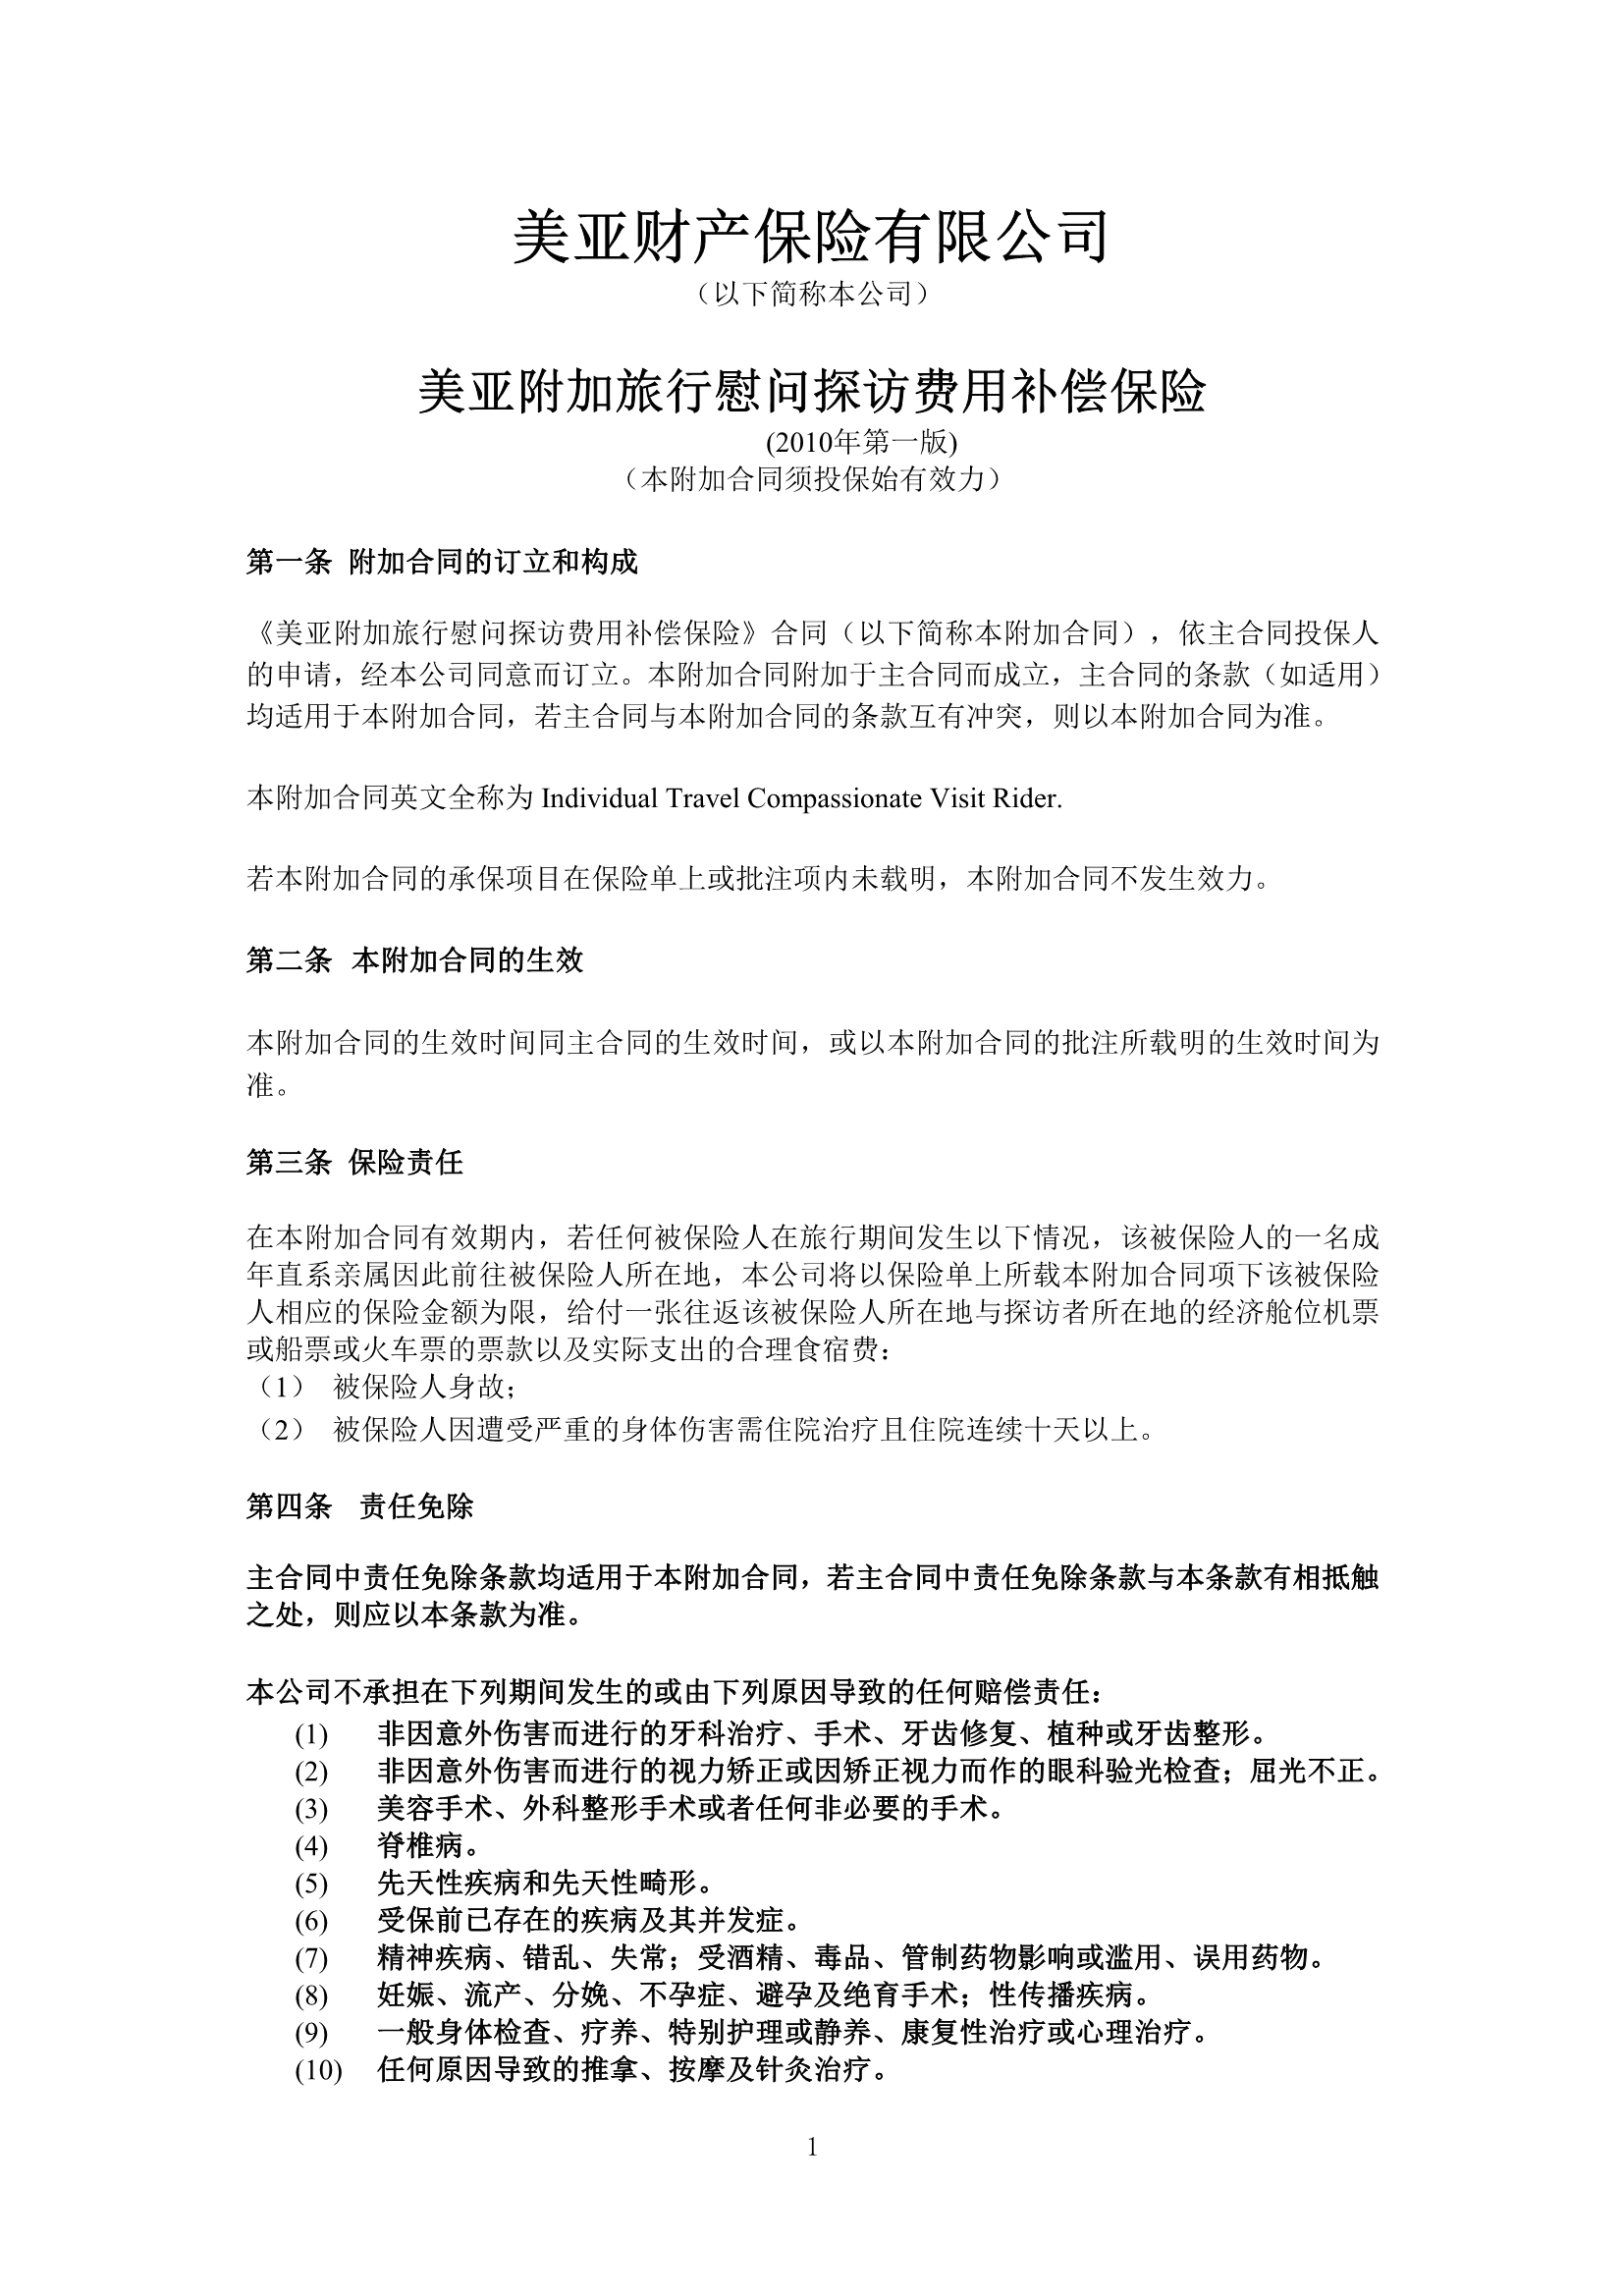 美亚财产保险有限公司
（以下简称本公司）
美亚附加旅行慰问探访费用补偿保险
(2010年第一版)
（本附加合同须投保始有效力）
第一条 附加合同的订立和构成
《美亚附加旅行慰问探访费用补偿保险》合同（以下简称本附加合同），依主合同投保人
的申请，经本公司同意而订立。本附加合同附加于主合同而成立，主合同的条款（如适用）
均适用于本附加合同，若主合同与本附加合同的条款互有冲突，则以本附加合同为准。
本附加合同英文全称为 Individual Travel Compassionate Visit Rider.
若本附加合同的承保项目在保险单上或批注项内未载明，本附加合同不发生效力。
第二条 本附加合同的生效
本附加合同的生效时间同主合同的生效时间，或以本附加合同的批注所载明的生效时间为
准。
第三条 保险责任
在本附加合同有效期内，若任何被保险人在旅行期间发生以下情况，该被保险人的一名成
年直系亲属因此前往被保险人所在地，本公司将以保险单上所载本附加合同项下该被保险
人相应的保险金额为限，给付一张往返该被保险人所在地与探访者所在地的经济舱位机票
或船票或火车票的票款以及实际支出的合理食宿费：
（1） 被保险人身故；
（2） 被保险人因遭受严重的身体伤害需住院治疗且住院连续十天以上。
第四条 责任免除
主合同中责任免除条款均适用于本附加合同，若主合同中责任免除条款与本条款有相抵触
之处，则应以本条款为准。
本公司不承担在下列期间发生的或由下列原因导致的任何赔偿责任：
(1) 非因意外伤害而进行的牙科治疗、手术、牙齿修复、植种或牙齿整形。
(2) 非因意外伤害而进行的视力矫正或因矫正视力而作的眼科验光检查；屈光不正。
(3) 美容手术、外科整形手术或者任何非必要的手术。
(4) 脊椎病。
(5) 先天性疾病和先天性畸形。
(6) 受保前已存在的疾病及其并发症。
(7) 精神疾病、错乱、失常；受酒精、毒品、管制药物影响或滥用、误用药物。
(8) 妊娠、流产、分娩、不孕症、避孕及绝育手术；性传播疾病。
(9) 一般身体检查、疗养、特别护理或静养、康复性治疗或心理治疗。
(10) 任何原因导致的推拿、按摩及针灸治疗。
1